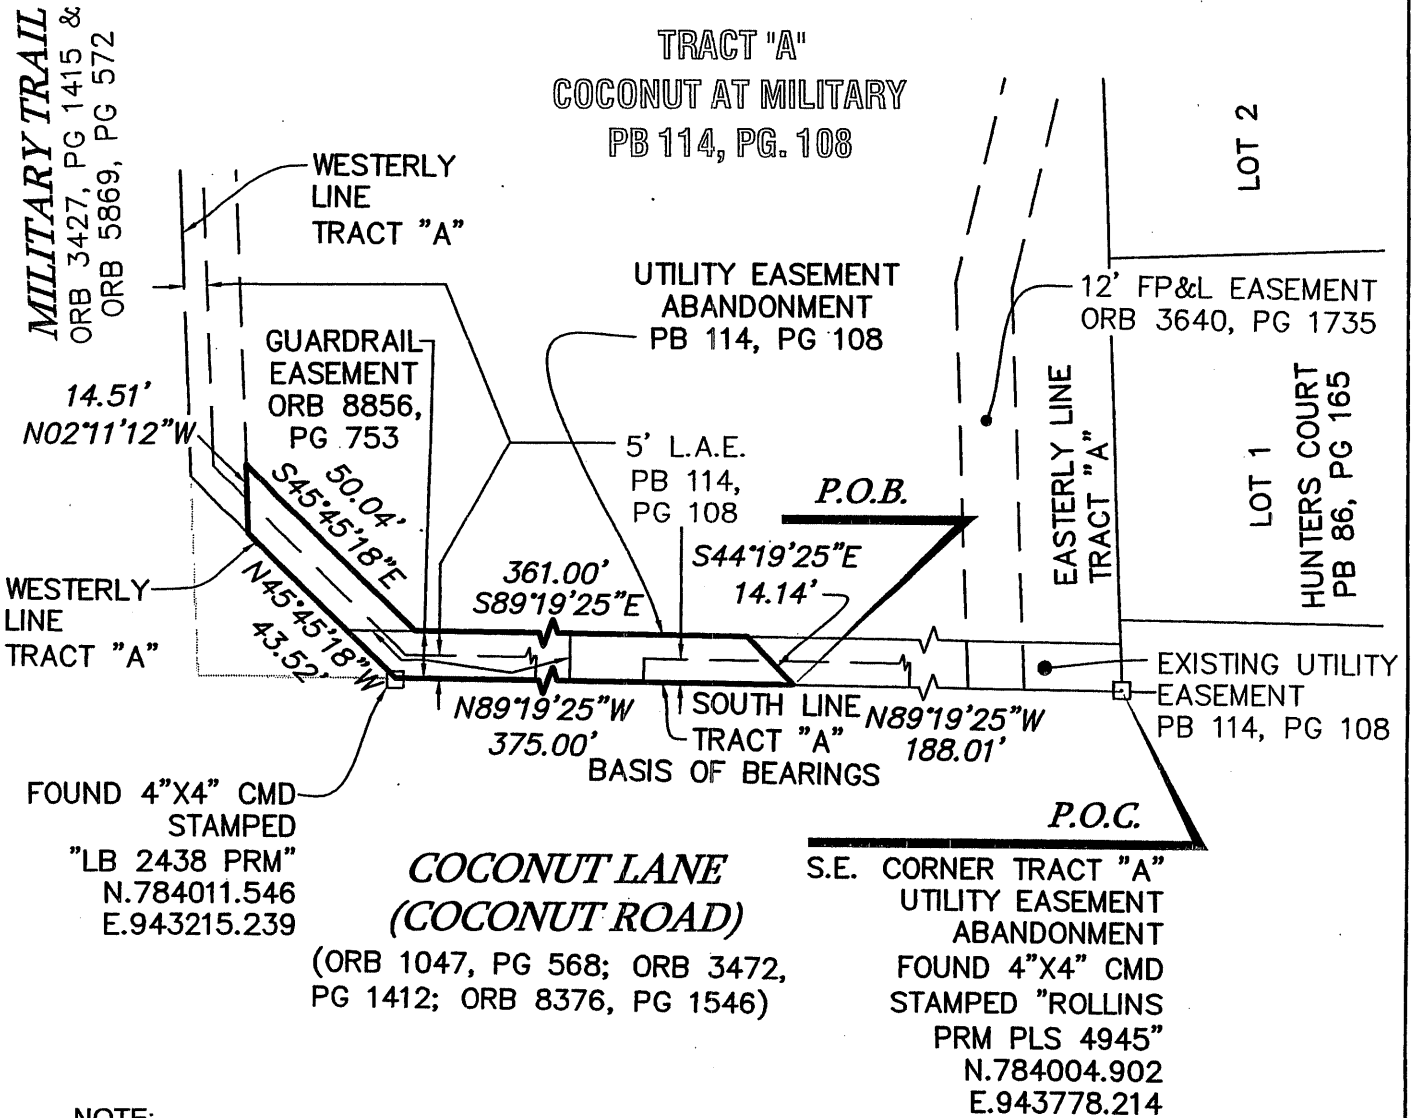 MILITARY TRAIL
ORB 3427, PG 1415 &
ORB 5869, PG 572
TRACT "A"
COCONUT AT MILITARY
PB 114, PG. 108
WESTERLY
LINE
TRACT "A"
UTILITY EASEMENT
ABANDONMENT
PB 114, PG 108
LOT 2
12' FP&L EASEMENT
ORB 3640, PG 1735
GUARDRAIL
EASEMENT
ORB 8856,
PG 753
14.51'
N02°11'12"W
50.04'
S45°45'18"E
5' L.A.E.
PB 114,
PG 108
P.O.B.
EASTERLY LINE
TRACT "A"
LOT 1
HUNTERS COURT
PB 86, PG 165
S44°19'25"E
14.14'
361.00'
S89°19'25"E
WESTERLY
LINE
TRACT "A"
N45°45'18"W
43.52'
N89°19'25"W
375.00'
SOUTH LINE
TRACT "A"
BASIS OF BEARINGS
N89°19'25"W
188.01'
EXISTING UTILITY
EASEMENT
PB 114, PG 108
FOUND 4"X4" CMD
STAMPED
"LB 2438 PRM"
N.784011.546
E.943215.239
COCONUT LANE
(COCONUT ROAD)
(ORB 1047, PG 568; ORB 3472,
PG 1412; ORB 8376, PG 1546)
P.O.C.
S.E. CORNER TRACT "A"
UTILITY EASEMENT
ABANDONMENT
FOUND 4"X4" CMD
STAMPED "ROLLINS
PRM PLS 4945"
N.784004.902
E.943778.214
NOTE: